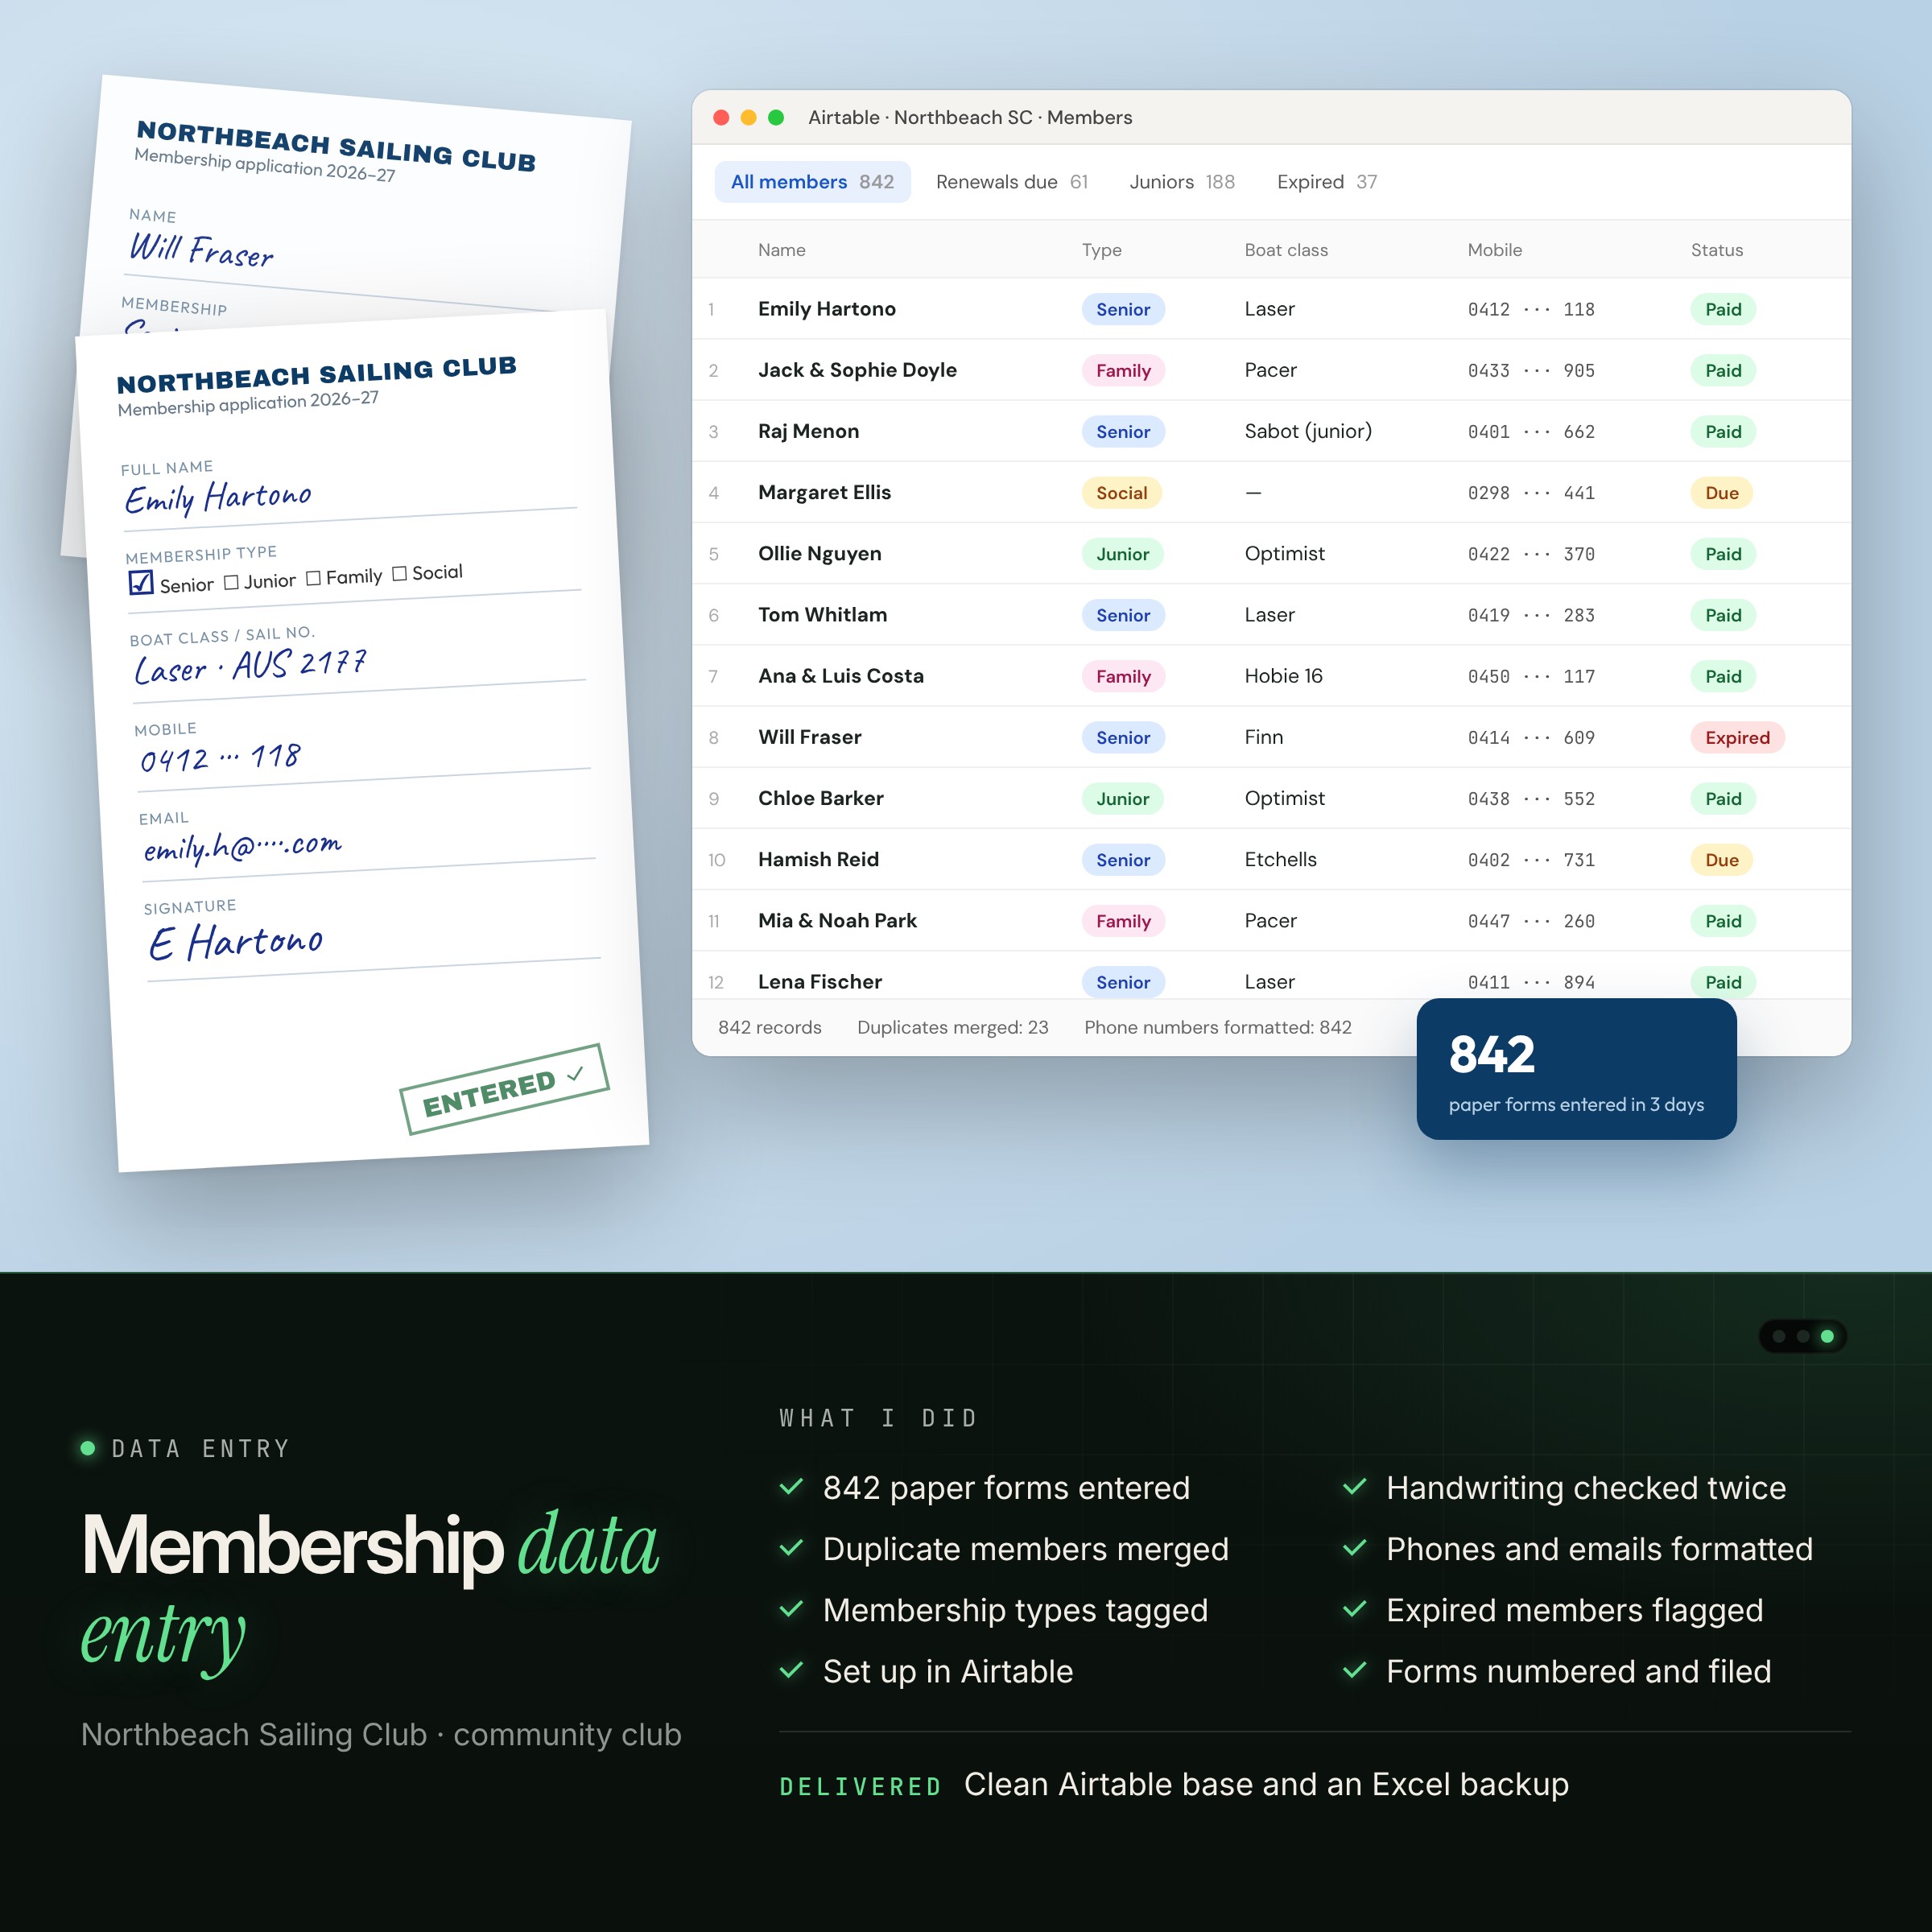 NORTHBEACH SAILING CLUB
Membership application 2026–27
NAME
Will Fraser
MEMBERSHIP
NORTHBEACH SAILING CLUB
Membership application 2026–27
FULL NAME
Emily Hartono
MEMBERSHIP TYPE
☑ Senior ☐ Junior ☐ Family ☐ Social
BOAT CLASS / SAIL NO.
Laser · AUS 2177
MOBILE
0412 ··· 118
EMAIL
emily.h@····.com
SIGNATURE
E Hartono
ENTERED ✓
Airtable · Northbeach SC · Members
All members 842 Renewals due 61 Juniors 188 Expired 37
Name Type Boat class Mobile Status
1 Emily Hartono Senior Laser 0412 ··· 118 Paid
2 Jack & Sophie Doyle Family Pacer 0433 ··· 905 Paid
3 Raj Menon Senior Sabot (junior) 0401 ··· 662 Paid
4 Margaret Ellis Social — 0298 ··· 441 Due
5 Ollie Nguyen Junior Optimist 0422 ··· 370 Paid
6 Tom Whitlam Senior Laser 0419 ··· 283 Paid
7 Ana & Luis Costa Family Hobie 16 0450 ··· 117 Paid
8 Will Fraser Senior Finn 0414 ··· 609 Expired
9 Chloe Barker Junior Optimist 0438 ··· 552 Paid
10 Hamish Reid Senior Etchells 0402 ··· 731 Due
11 Mia & Noah Park Family Pacer 0447 ··· 260 Paid
12 Lena Fischer Senior Laser 0411 ··· 894 Paid
842 records Duplicates merged: 23 Phone numbers formatted: 842
842
paper forms entered in 3 days
DATA ENTRY
Membership data
entry
Northbeach Sailing Club · community club
WHAT I DID
✓ 842 paper forms entered
✓ Handwriting checked twice
✓ Duplicate members merged
✓ Phones and emails formatted
✓ Membership types tagged
✓ Expired members flagged
✓ Set up in Airtable
✓ Forms numbered and filed
DELIVERED Clean Airtable base and an Excel backup